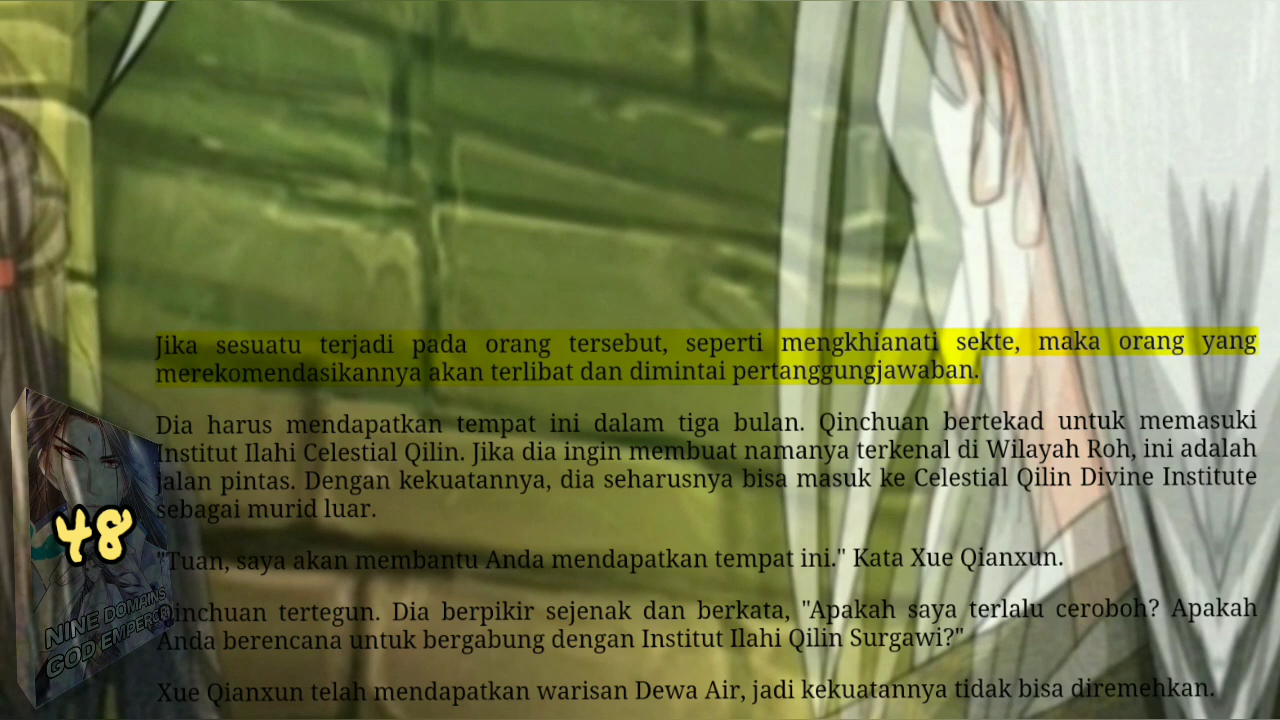 Jika sesuatu terjadi pada orang tersebut, seperti mengkhianati sekte, maka orang yang
merekomendasikannya akan terlibat dan dimintai pertanggungjawaban.
Dia harus mendapatkan tempat ini dalam tiga bulan. Qinchuan bertekad untuk memasuki
Institut Ilahi Celestial Qilin. Jika dia ingin membuat namanya terkenal di Wilayah Roh, ini adalah
jalan pintas. Dengan kekuatannya, dia seharusnya bisa masuk ke Celestial Qilin Divine Institute
sebagai murid luar.
"Tuan, saya akan membantu Anda mendapatkan tempat ini." Kata Xue Qianxun.
Qinchuan tertegun. Dia berpikir sejenak dan berkata, "Apakah saya terlalu ceroboh? Apakah
Anda berencana untuk bergabung dengan Institut Ilahi Qilin Surgawi?"
Xue Qianxun telah mendapatkan warisan Dewa Air, jadi kekuatannya tidak bisa diremehkan.
48
NINE DOMAINS
GOD EMPEROR